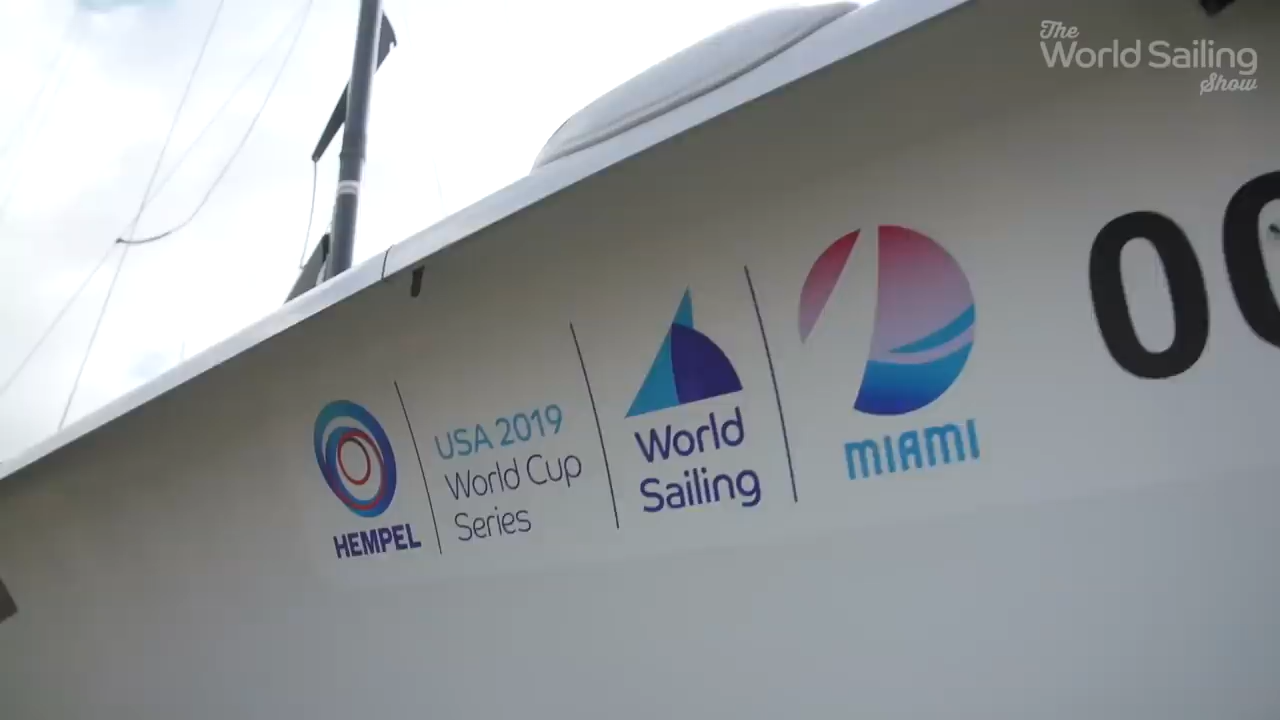 The
World Sailing
Show
HEMPEL
USA 2019
World Cup
Series
World
Sailing
MIAMI